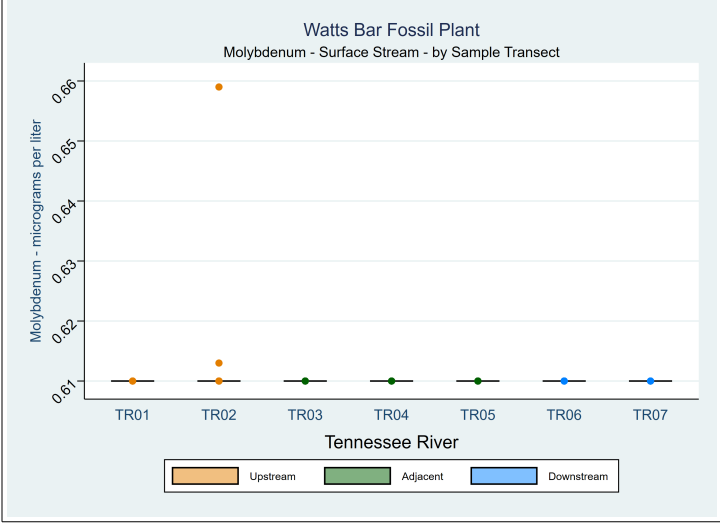 Watts Bar Fossil Plant
Molybdenum - Surface Stream - by Sample Transect
Molybdenum - micrograms per liter
0.66
0.65
0.64
0.63
0.62
0.61
TR01 TR02 TR03 TR04 TR05 TR06 TR07
Tennessee River
Upstream Adjacent Downstream